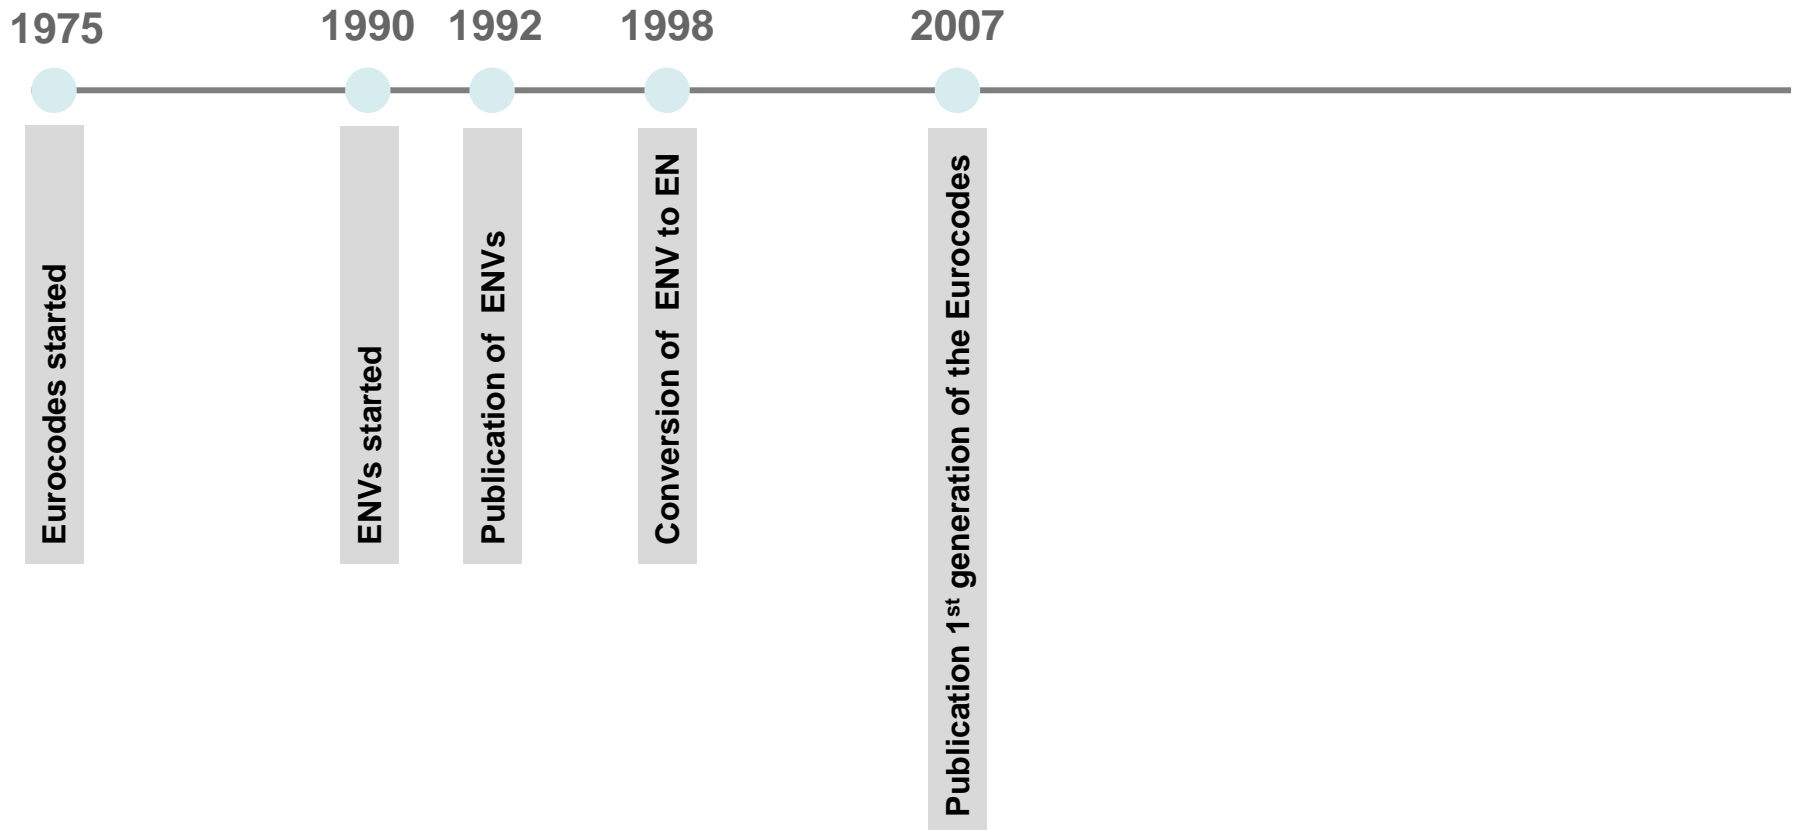 1975
1990
1992
1998
2007
Eurocodes started
ENVs started
Publication of ENVs
Conversion of ENV to EN
Publication 1st generation of the Eurocodes